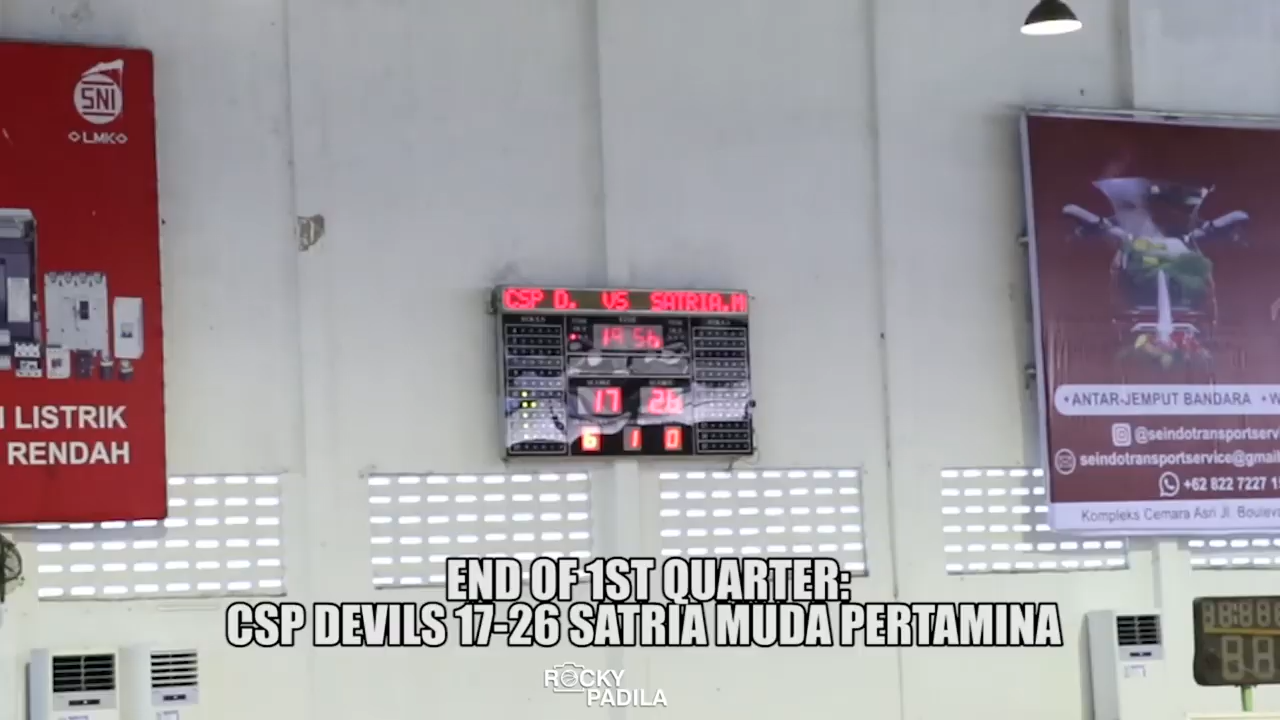 SNI
LMK
LISTRIK
RENDAH
CSP D. VS SATRIA.M
19 56
17 26
6 1 0
•ANTAR-JEMPUT BANDARA
@seindotransportserv
seindotransportservice@gmail
+62 822 7227
Kompleks Cemara Asri Jl. Boulev
END OF 1ST QUARTER:
CSP DEVILS 17-26 SATRIA MUDA PERTAMINA
ROCKY
PADILA